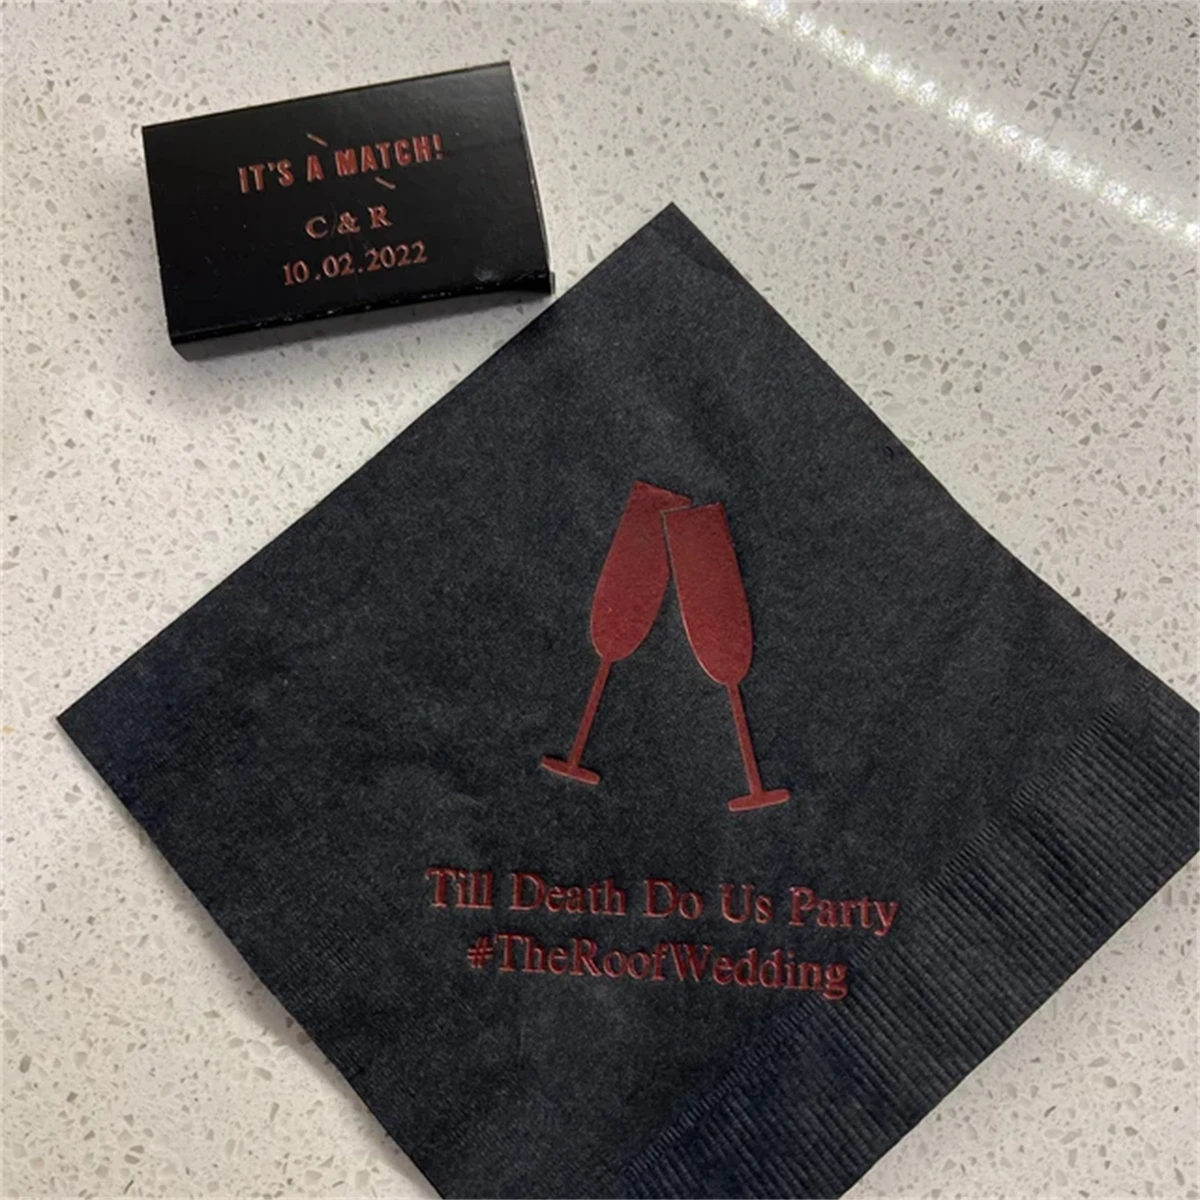 IT'S A MATCH!
C & R
10.02.2022
Till Death Do Us Party
#TheRoofWedding